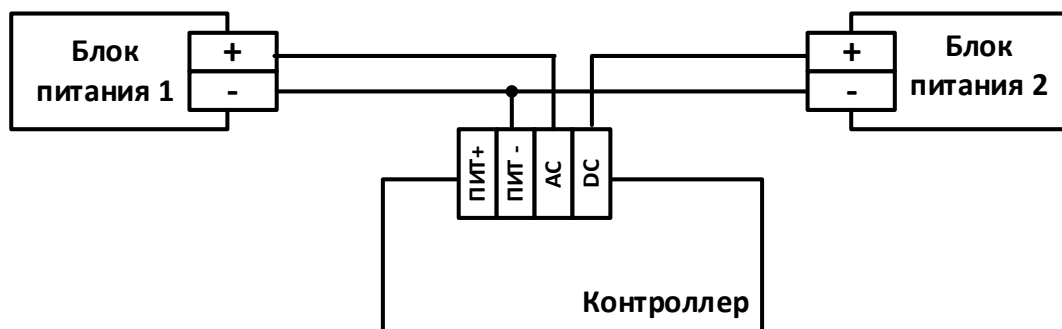 Блок
питания 1
+
-
+
-
Блок
питания 2
ПИТ+
ПИТ -
AC
DC
Контроллер